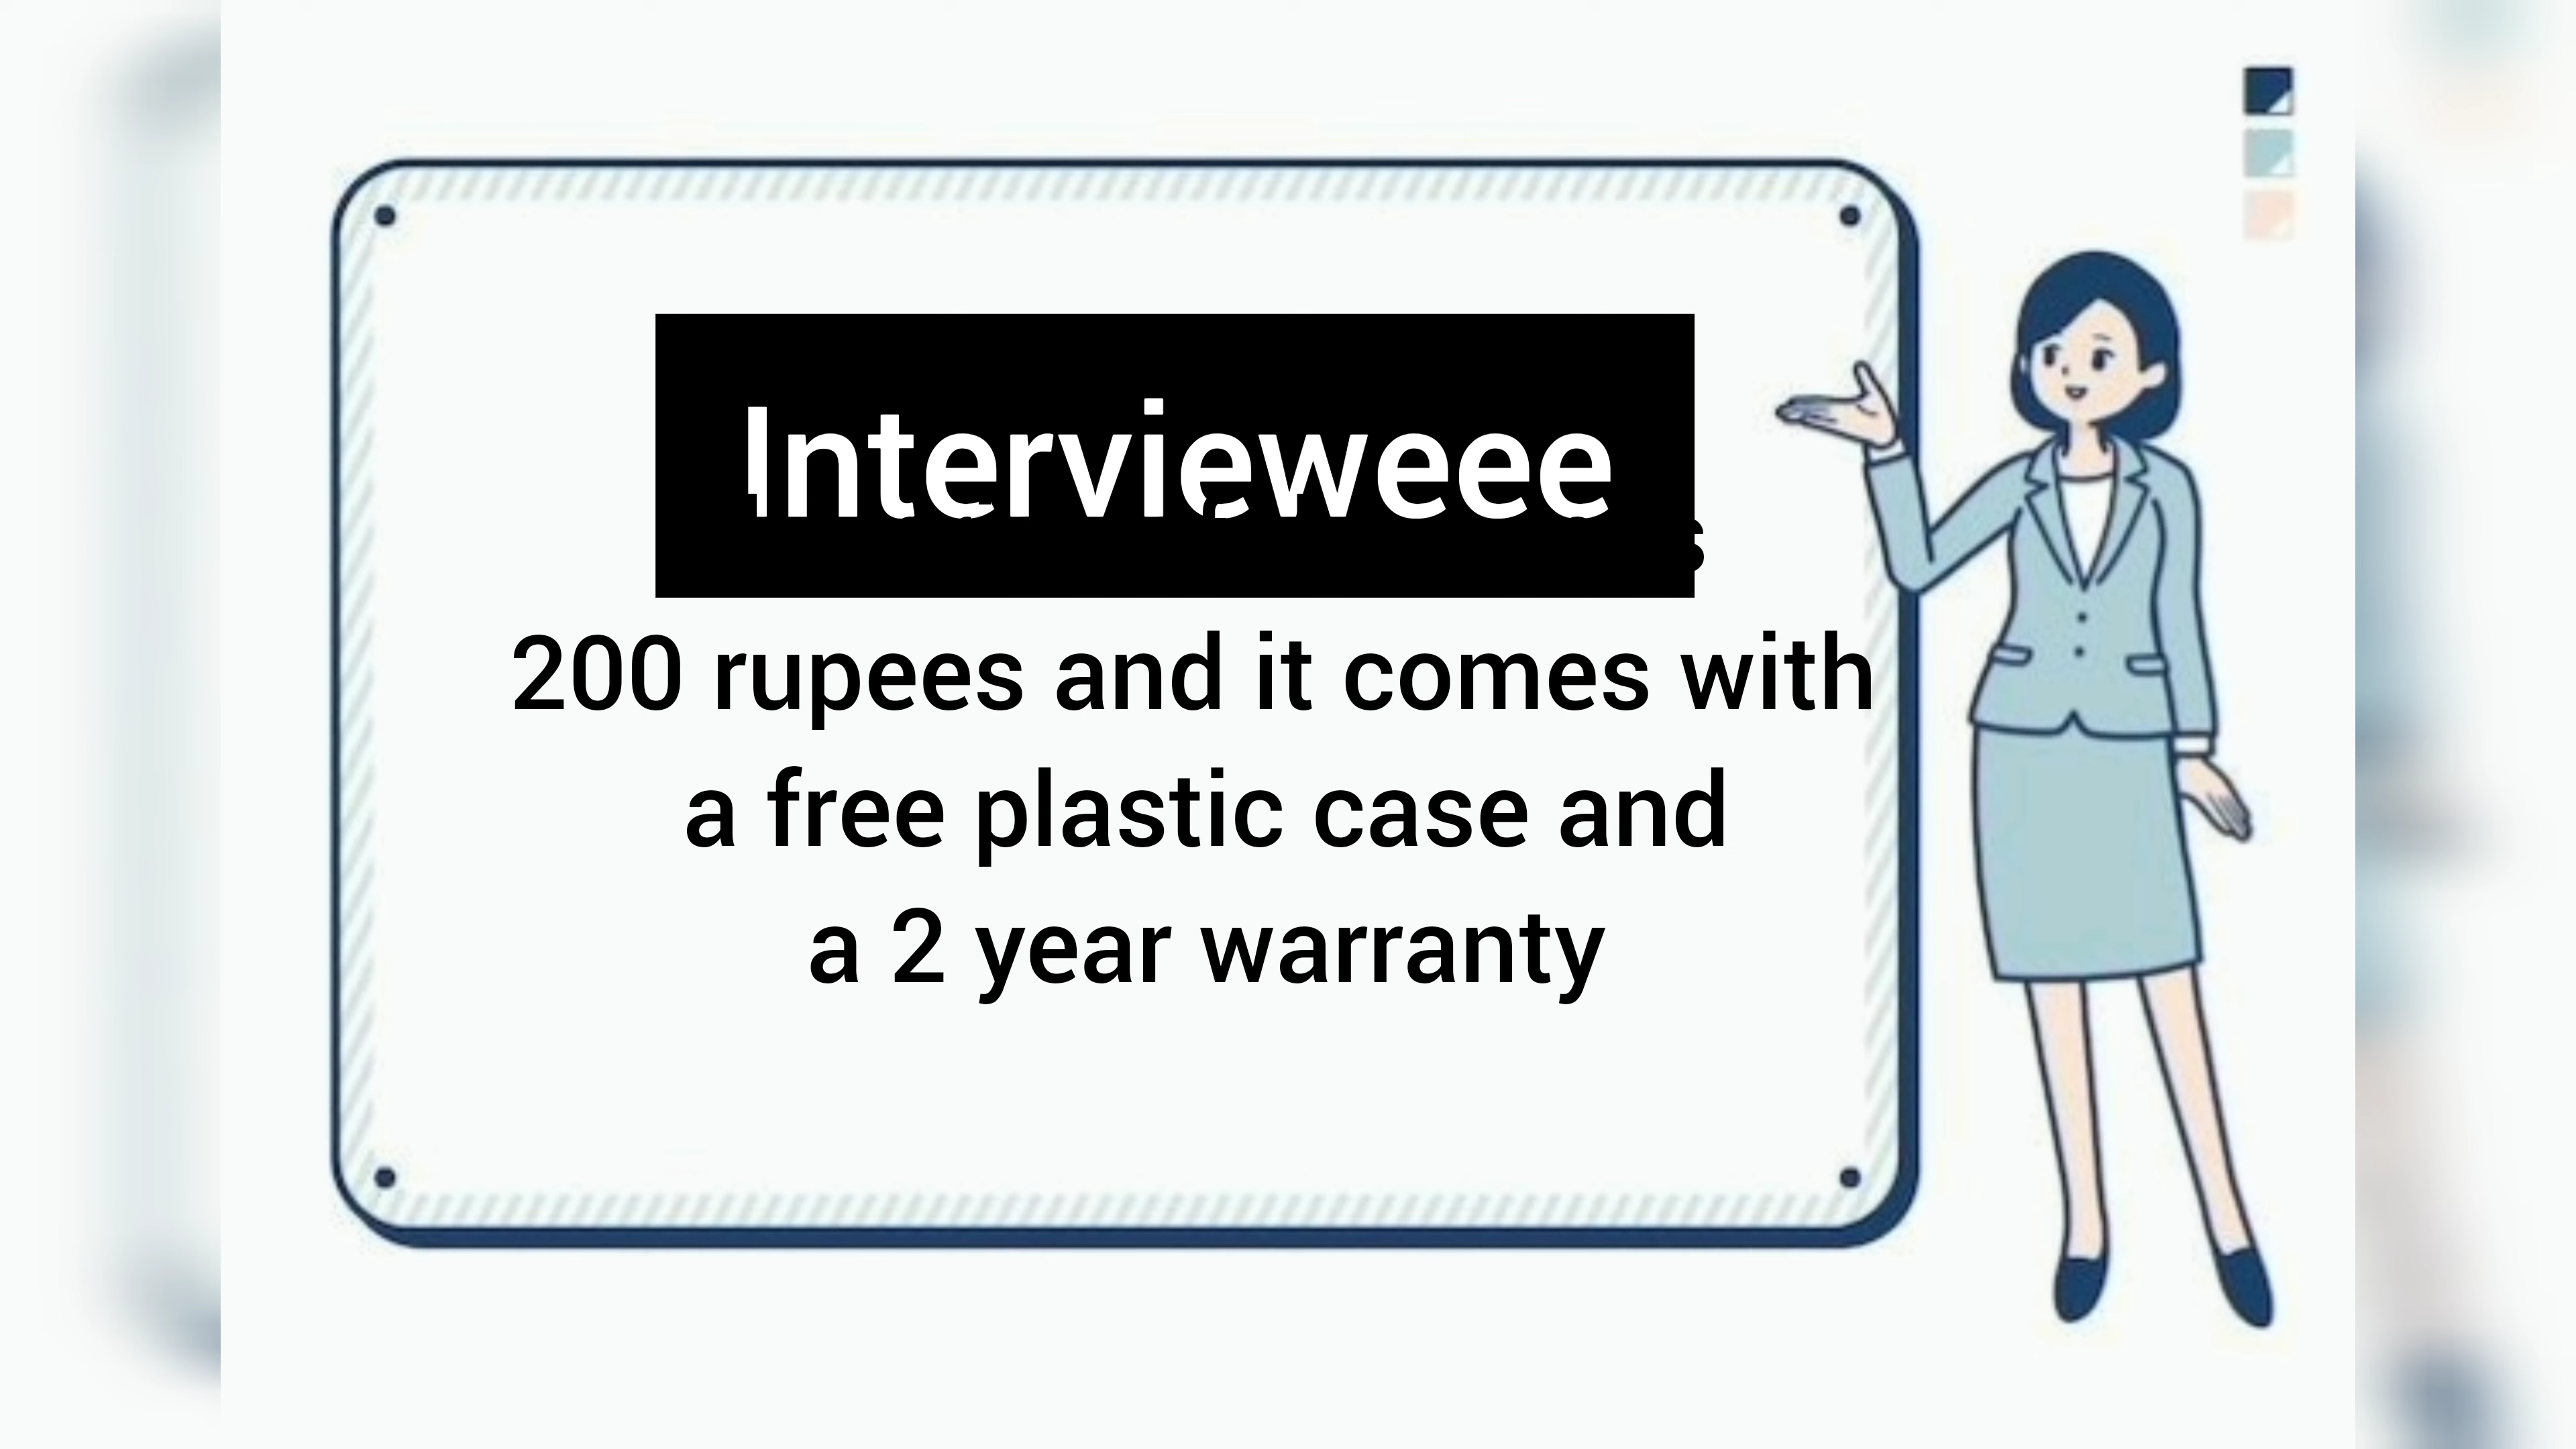 Intervieweee
200 rupees and it comes with
a free plastic case and
a 2 year warranty